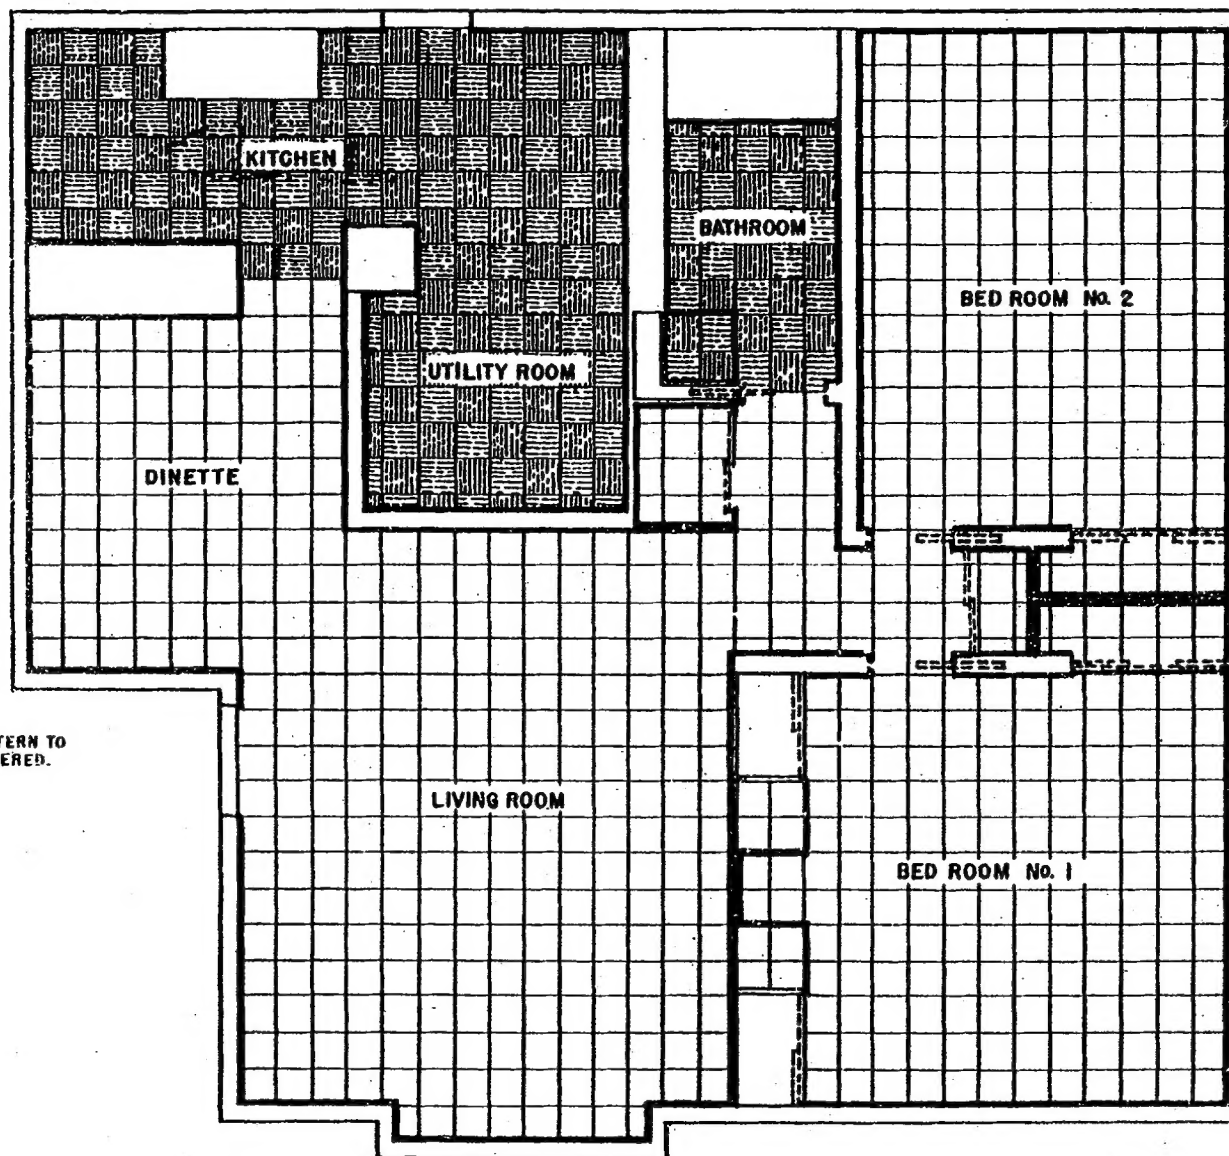 KITCHEN
BATHROOM
BED ROOM No. 2
UTILITY ROOM
DINETTE
TERN TO
ERED.
LIVING ROOM
BED ROOM No. 1